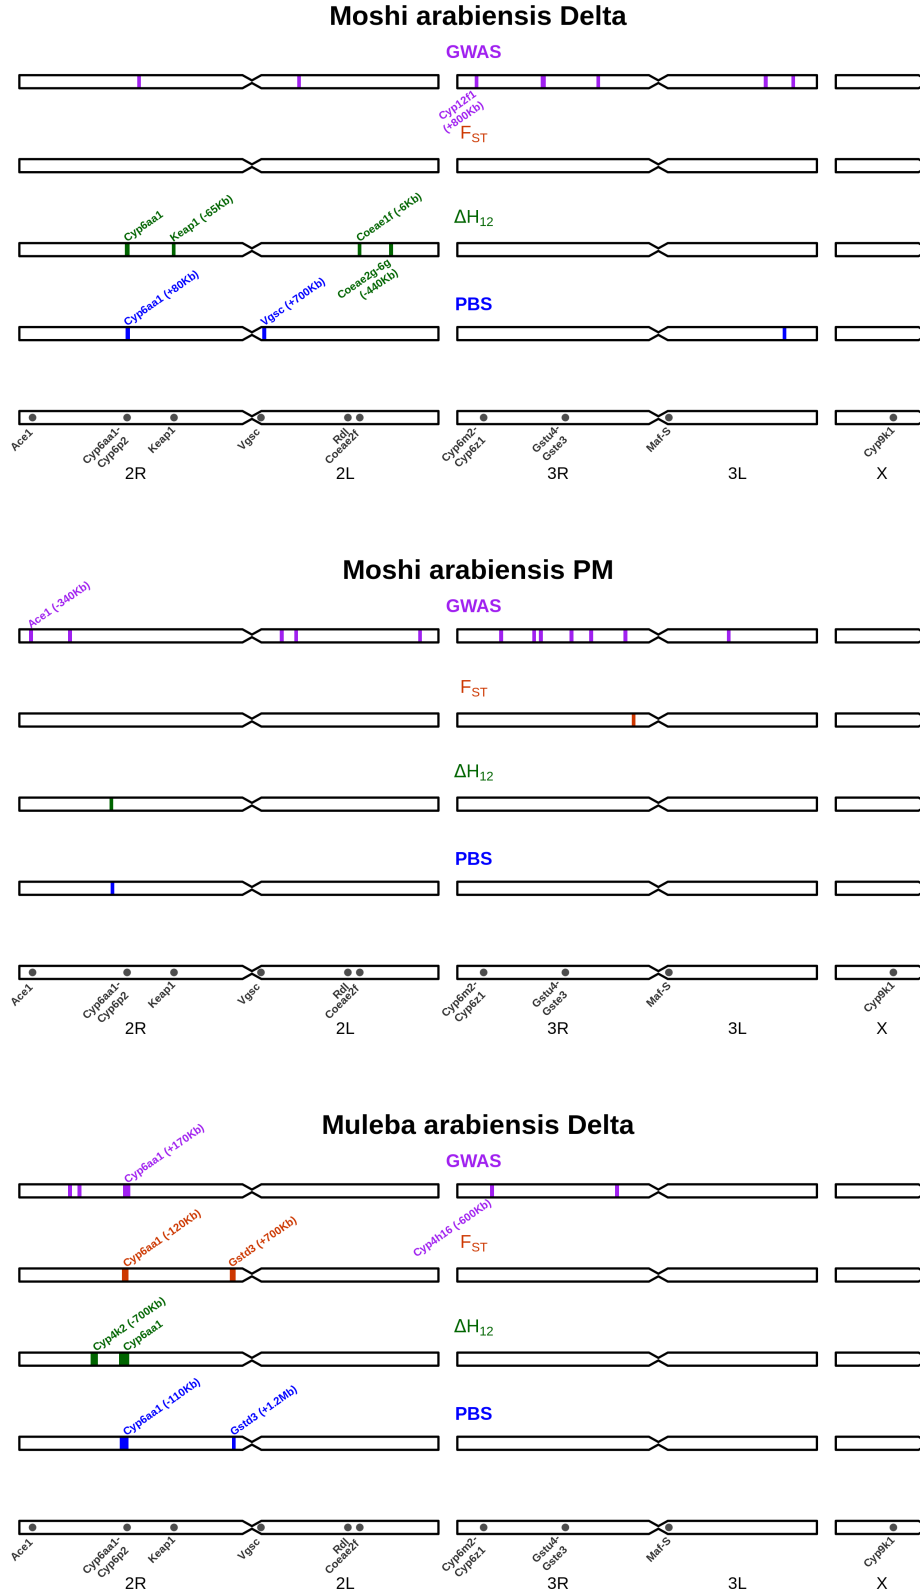 Moshi arabiensis Delta
GWAS
Cyp12f1
(+800Kb)
FST
Cyp6aa1
Keap1 (-65Kb)
Coeae1f (-6Kb)
ΔH12
Coeae2g-6g
(-440Kb)
Cyp6aa1 (+80Kb)
Vgsc (+700Kb)
PBS
Ace1
Cyp6aa1-
Cyp6p2
Keap1
Vgsc
Rdl
Coeae2f
Cyp6m2-
Cyp6z1
Gstu4-
Gste3
Maf-S
Cyp9k1
2R
2L
3R
3L
X
Moshi arabiensis PM
Ace1 (-340Kb)
GWAS
FST
ΔH12
PBS
Ace1
Cyp6aa1-
Cyp6p2
Keap1
Vgsc
Rdl
Coeae2f
Cyp6m2-
Cyp6z1
Gstu4-
Gste3
Maf-S
Cyp9k1
2R
2L
3R
3L
X
Muleba arabiensis Delta
Cyp6aa1 (+170Kb)
GWAS
Cyp4h16 (-600Kb)
Cyp6aa1 (-120Kb)
Gstd3 (+700Kb)
FST
Cyp4k2 (-700Kb)
Cyp6aa1
ΔH12
Cyp6aa1 (-110Kb)
Gstd3 (+1.2Mb)
PBS
Ace1
Cyp6aa1-
Cyp6p2
Keap1
Vgsc
Rdl
Coeae2f
Cyp6m2-
Cyp6z1
Gstu4-
Gste3
Maf-S
Cyp9k1
2R
2L
3R
3L
X